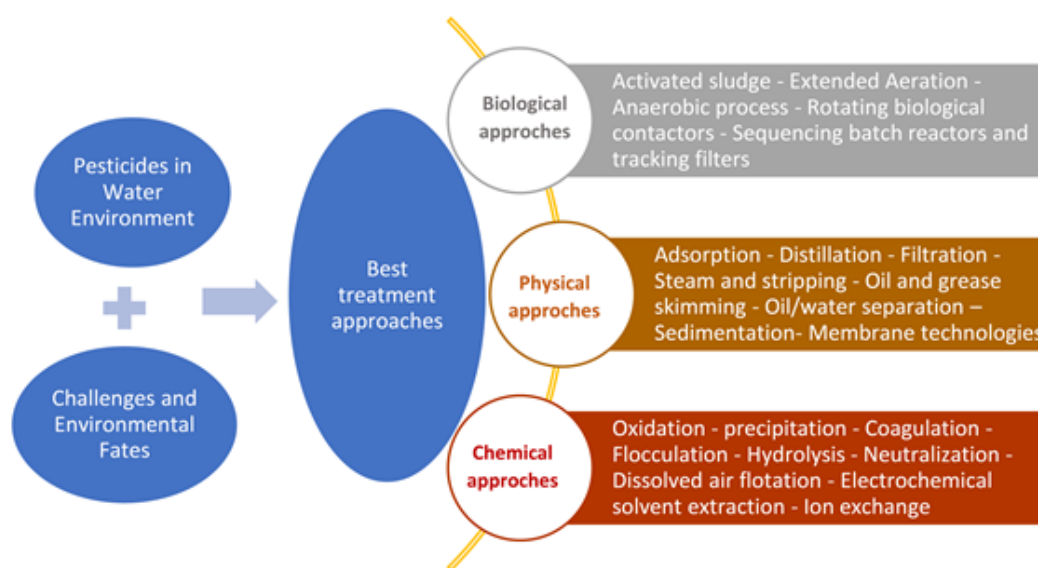 Pesticides in
Water
Environment
Challenges and
Environmental
Fates
Best
treatment
approaches
Biological
approches
Activated sludge - Extended Aeration -
Anaerobic process - Rotating biological
contactors - Sequencing batch reactors and
tracking filters
Physical
approches
Adsorption - Distillation - Filtration -
Steam and stripping - Oil and grease
skimming - Oil/water separation –
Sedimentation- Membrane technologies
Chemical
approches
Oxidation - precipitation - Coagulation -
Flocculation - Hydrolysis - Neutralization -
Dissolved air flotation - Electrochemical
solvent extraction - Ion exchange